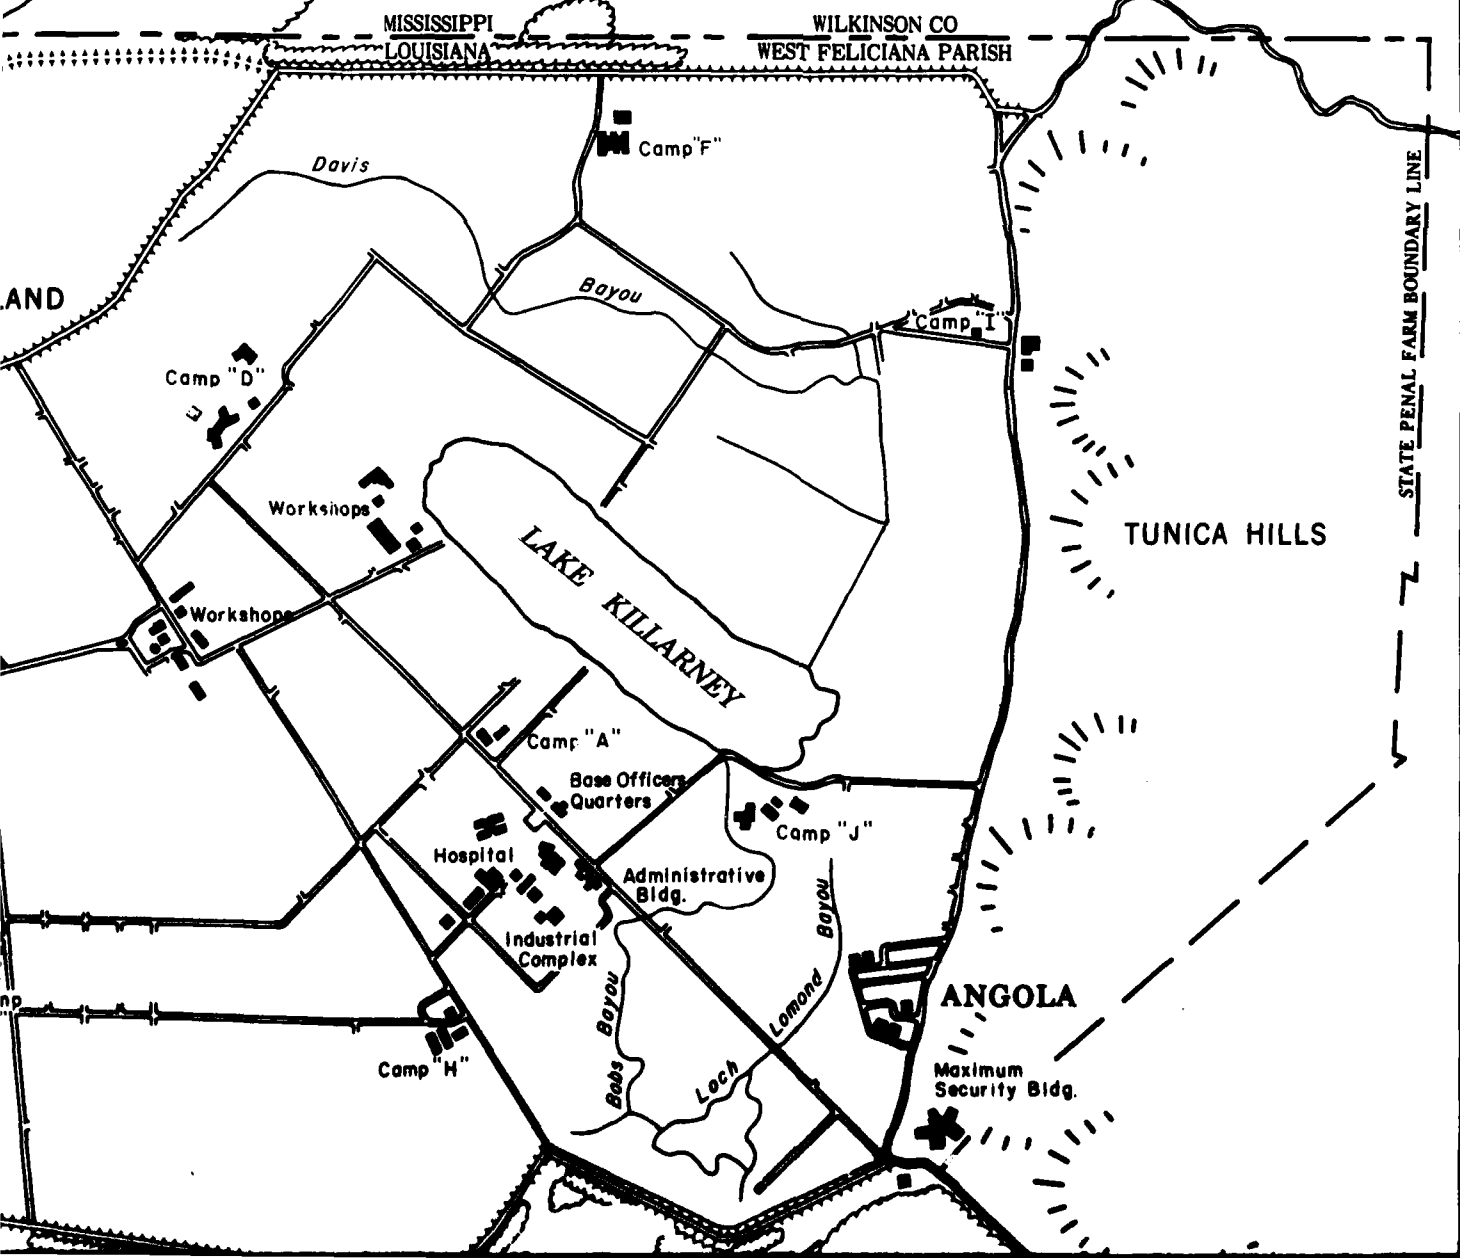 MISSISSIPPI
LOUISIANA
WILKINSON CO
WEST FELICIANA PARISH
Camp "F"
Davis
Bayou
STATE PENAL FARM BOUNDARY LINE
LAND
Camp "I"
Camp "D"
Workshops
LAKE KILLARNEY
TUNICA HILLS
Workshops
Camp "A"
Base Officers
Quarters
Camp "J"
Hospital
Administrative
Bldg.
Industrial
Complex
Bayou
Loch Lomond
Bobs Bayou
ANGOLA
Camp "H"
Maximum
Security Bldg.